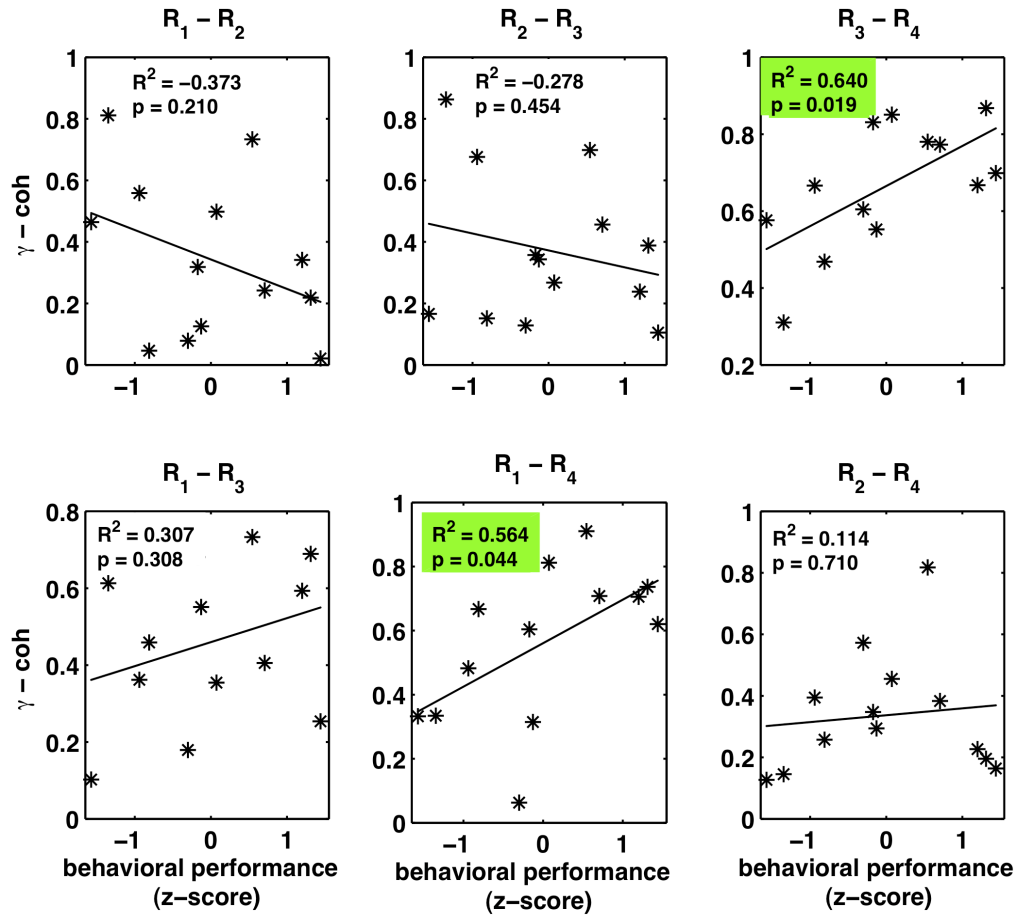 R1 − R2
R2 − R3
R3 − R4
R2 = −0.373
p = 0.210
R2 = −0.278
p = 0.454
R2 = 0.640
p = 0.019
γ − coh
1
0.8
0.6
0.4
0.2
0
−1 0 1
1
0.8
0.6
0.4
0.2
0
−1 0 1
1
0.8
0.6
0.4
0.2
−1 0 1
R1 − R3
R1 − R4
R2 − R4
R2 = 0.307
p = 0.308
R2 = 0.564
p = 0.044
R2 = 0.114
p = 0.710
γ − coh
0.8
0.6
0.4
0.2
0
−1 0 1
behavioral performance
(z−score)
1
0.8
0.6
0.4
0.2
0
−1 0 1
behavioral performance
(z−score)
1
0.8
0.6
0.4
0.2
0
−1 0 1
behavioral performance
(z−score)